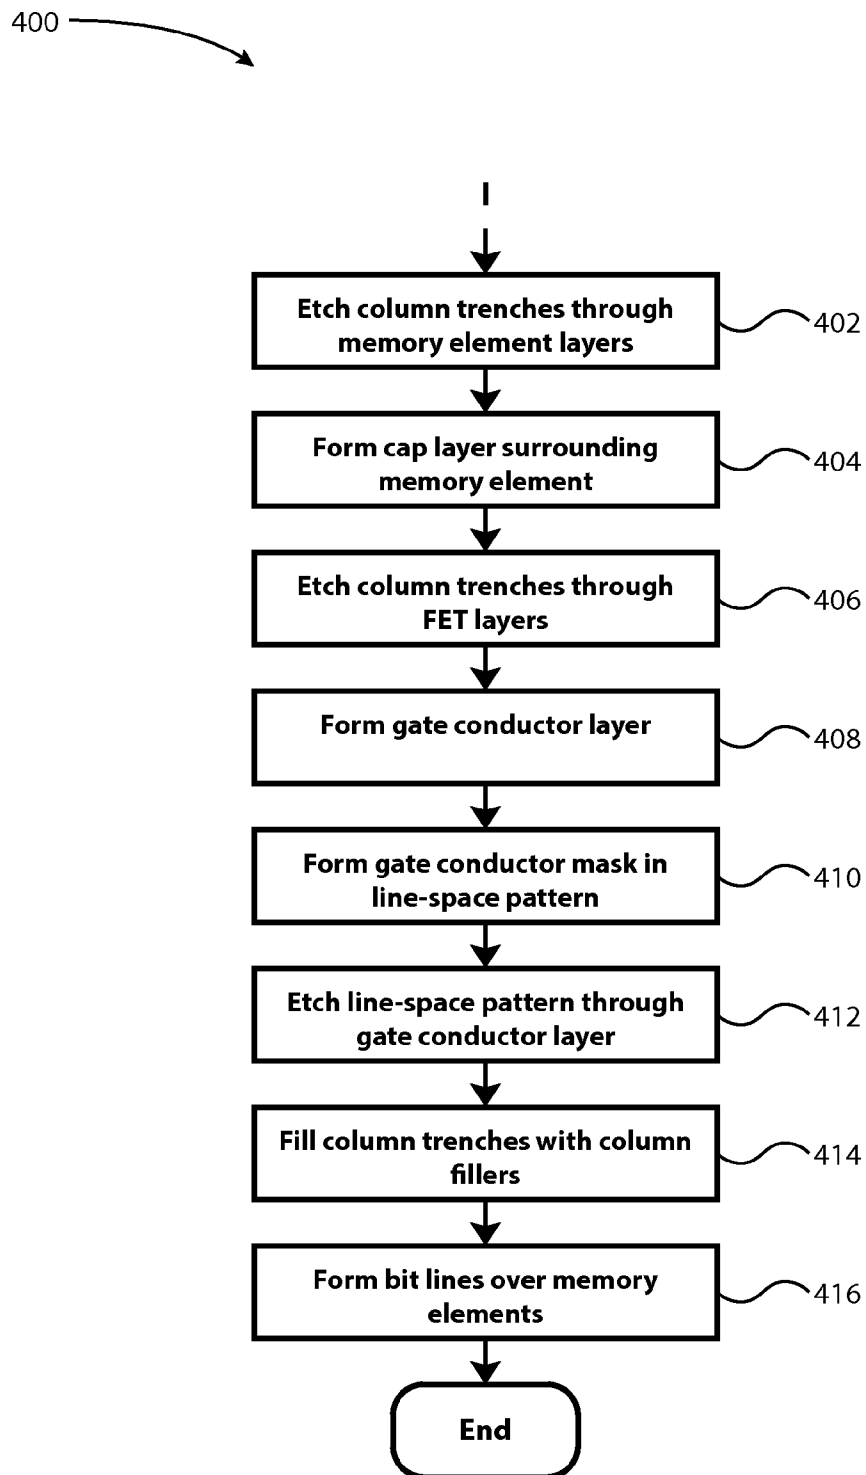 400
Etch column trenches through
memory element layers
402
Form cap layer surrounding
memory element
404
Etch column trenches through
FET layers
406
Form gate conductor layer
408
Form gate conductor mask in
line-space pattern
410
Etch line-space pattern through
gate conductor layer
412
Fill column trenches with column
fillers
414
Form bit lines over memory
elements
416
End